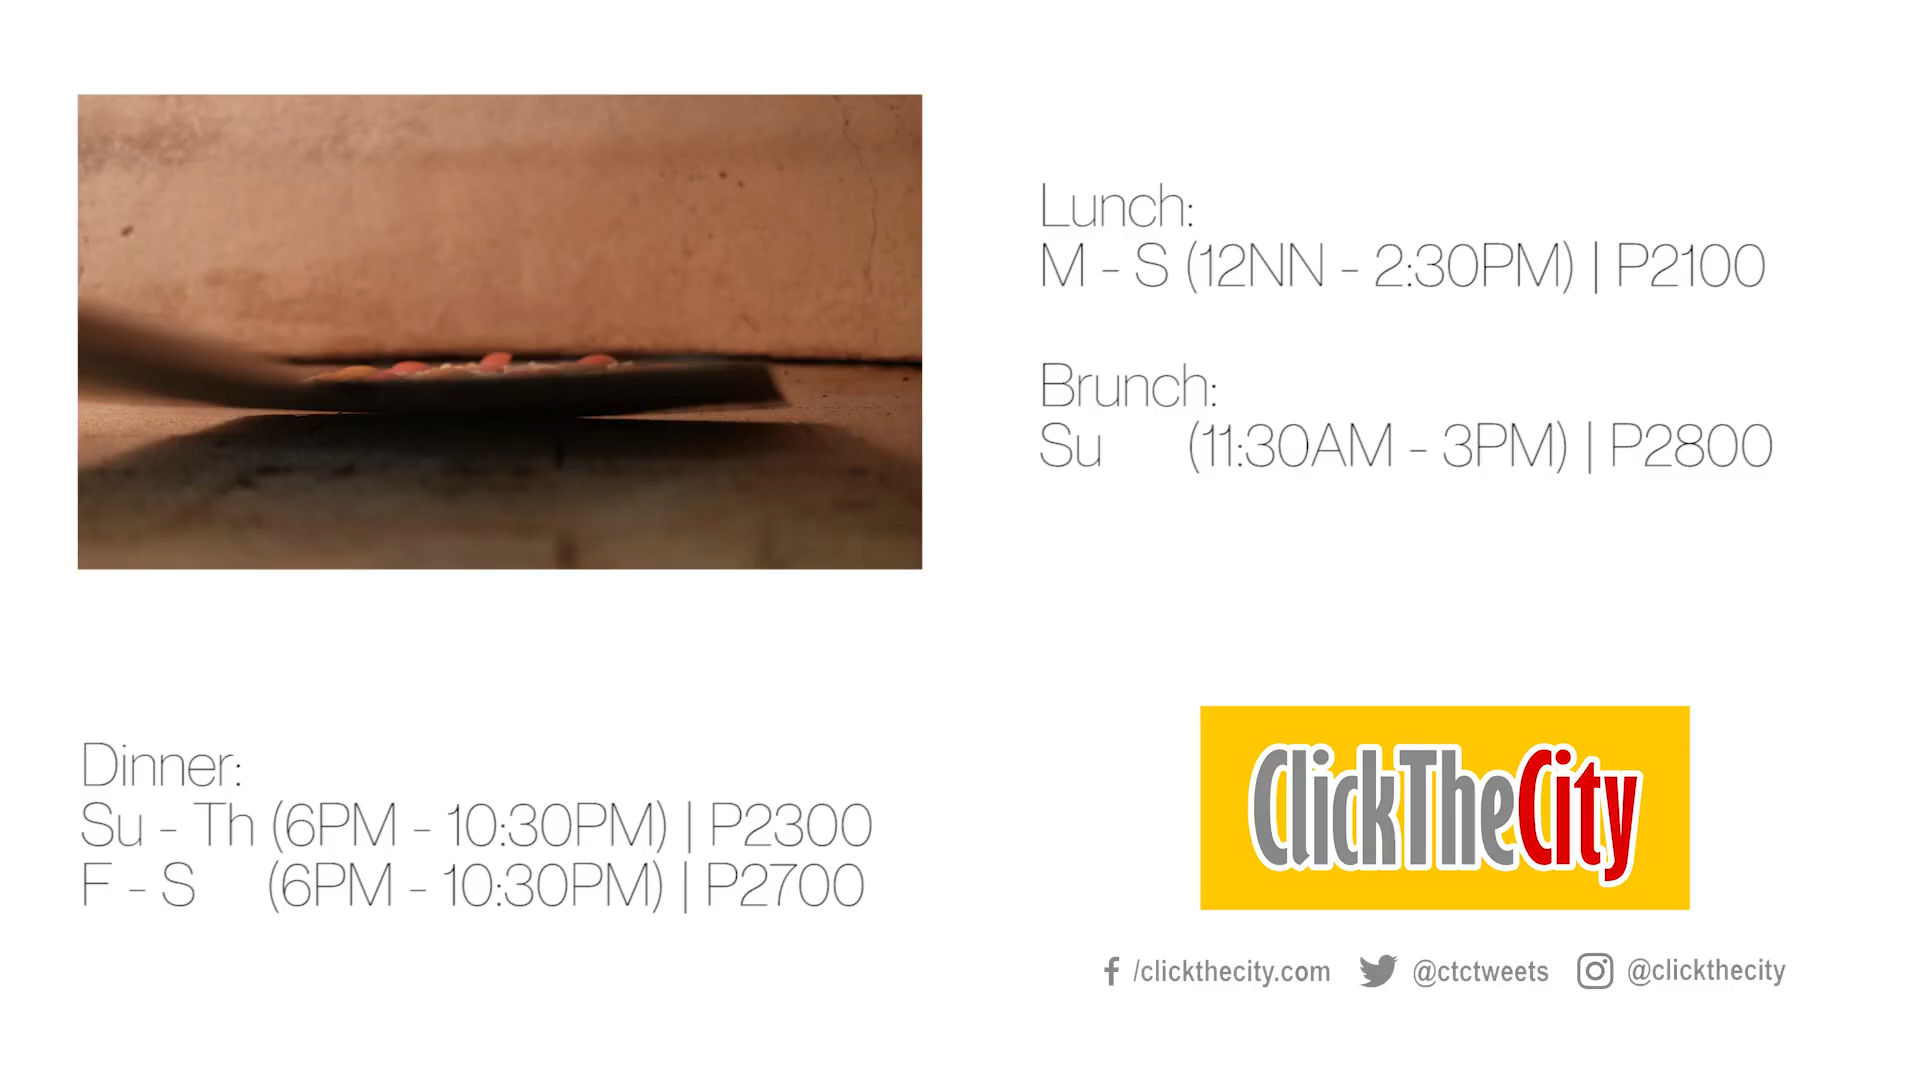 Lunch:
M - S (12NN - 2:30PM) | P2100
Brunch:
Su (11:30AM - 3PM) | P2800
Dinner:
Su - Th (6PM - 10:30PM) | P2300
F - S (6PM - 10:30PM) | P2700
ClickTheCity
/clickthecity.com @ctctweets @clickthecity